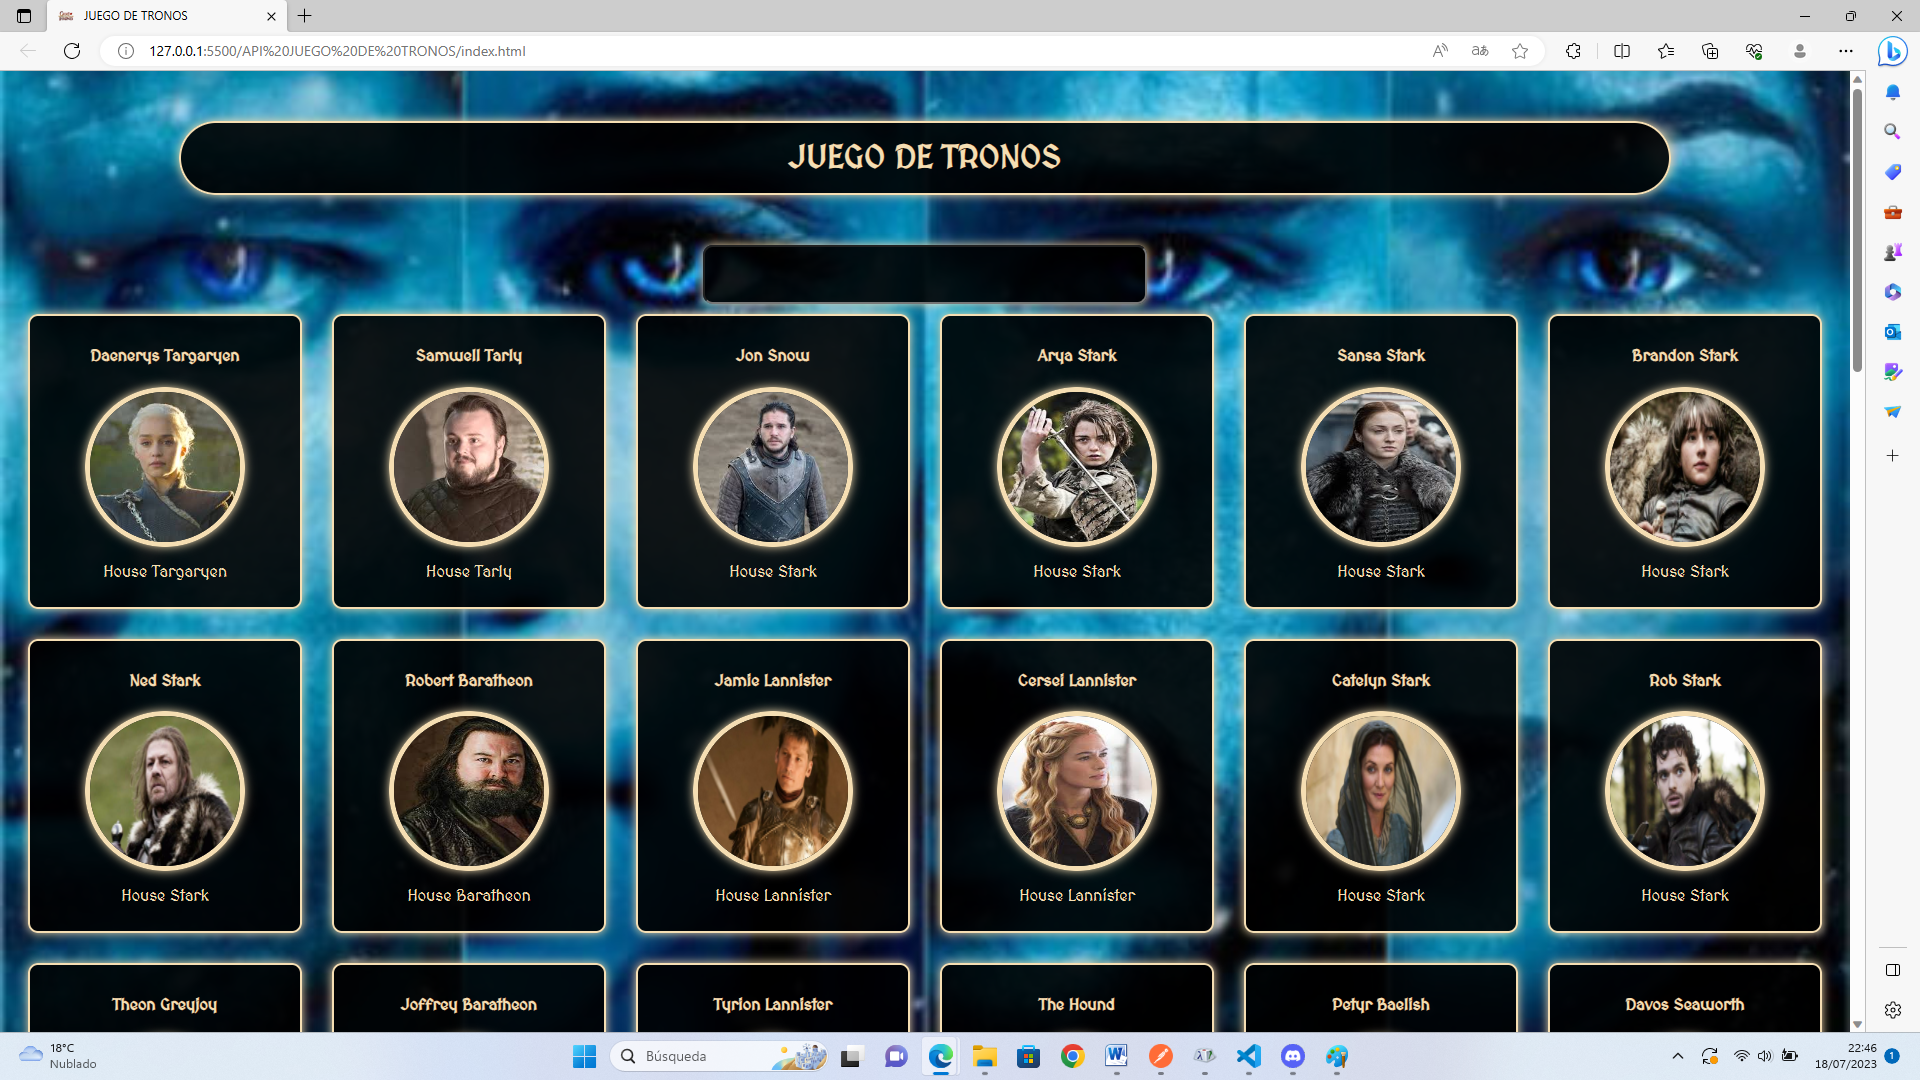 JUEGO DE TRONOS
127.0.0.1:5500/API%20JUEGO%20DE%20TRONOS/index.html
JUEGO DE TRONOS
Daenerys Targaryen
House Targaryen
Samwell Tarly
House Tarly
Jon Snow
House Stark
Arya Stark
House Stark
Sansa Stark
House Stark
Brandon Stark
House Stark
Ned Stark
House Stark
Robert Baratheon
House Baratheon
Jamie Lannister
House Lannister
Cersei Lannister
House Lannister
Catelyn Stark
House Stark
Rob Stark
House Stark
Theon Greyjoy
Joffrey Baratheon
Tyrion Lannister
The Hound
Petyr Baelish
Davos Seaworth
18°C
Nublado
Búsqueda
22:46
18/07/2023
1